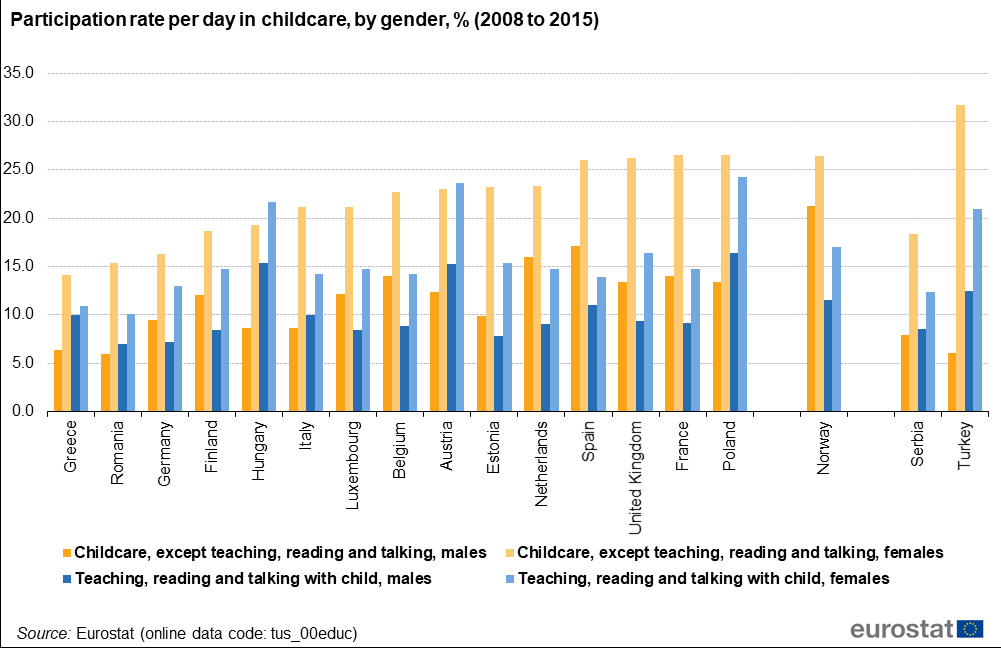 Participation rate per day in childcare, by gender, % (2008 to 2015)
35.0
30.0
25.0
20.0
15.0
10.0
5.0
0.0
Greece
Romania
Germany
Finland
Hungary
Italy
Luxembourg
Belgium
Austria
Estonia
Netherlands
Spain
United Kingdom
France
Poland
Norway
Serbia
Turkey
Childcare, except teaching, reading and talking, males
Childcare, except teaching, reading and talking, females
Teaching, reading and talking with child, males
Teaching, reading and talking with child, females
Source: Eurostat (online data code: tus_00educ)
eurostat